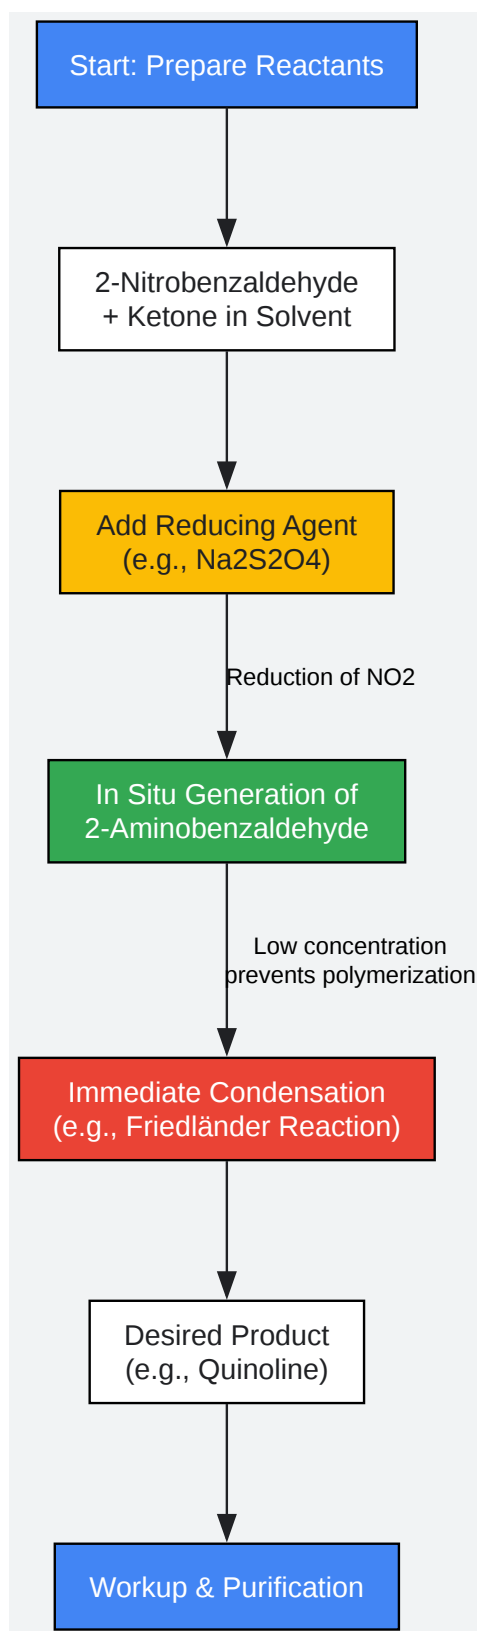 Start: Prepare Reactants
2-Nitrobenzaldehyde
+ Ketone in Solvent
Add Reducing Agent
(e.g., Na2S2O4)
Reduction of NO2
In Situ Generation of
2-Aminobenzaldehyde
Low concentration
prevents polymerization
Immediate Condensation
(e.g., Friedländer Reaction)
Desired Product
(e.g., Quinoline)
Workup & Purification